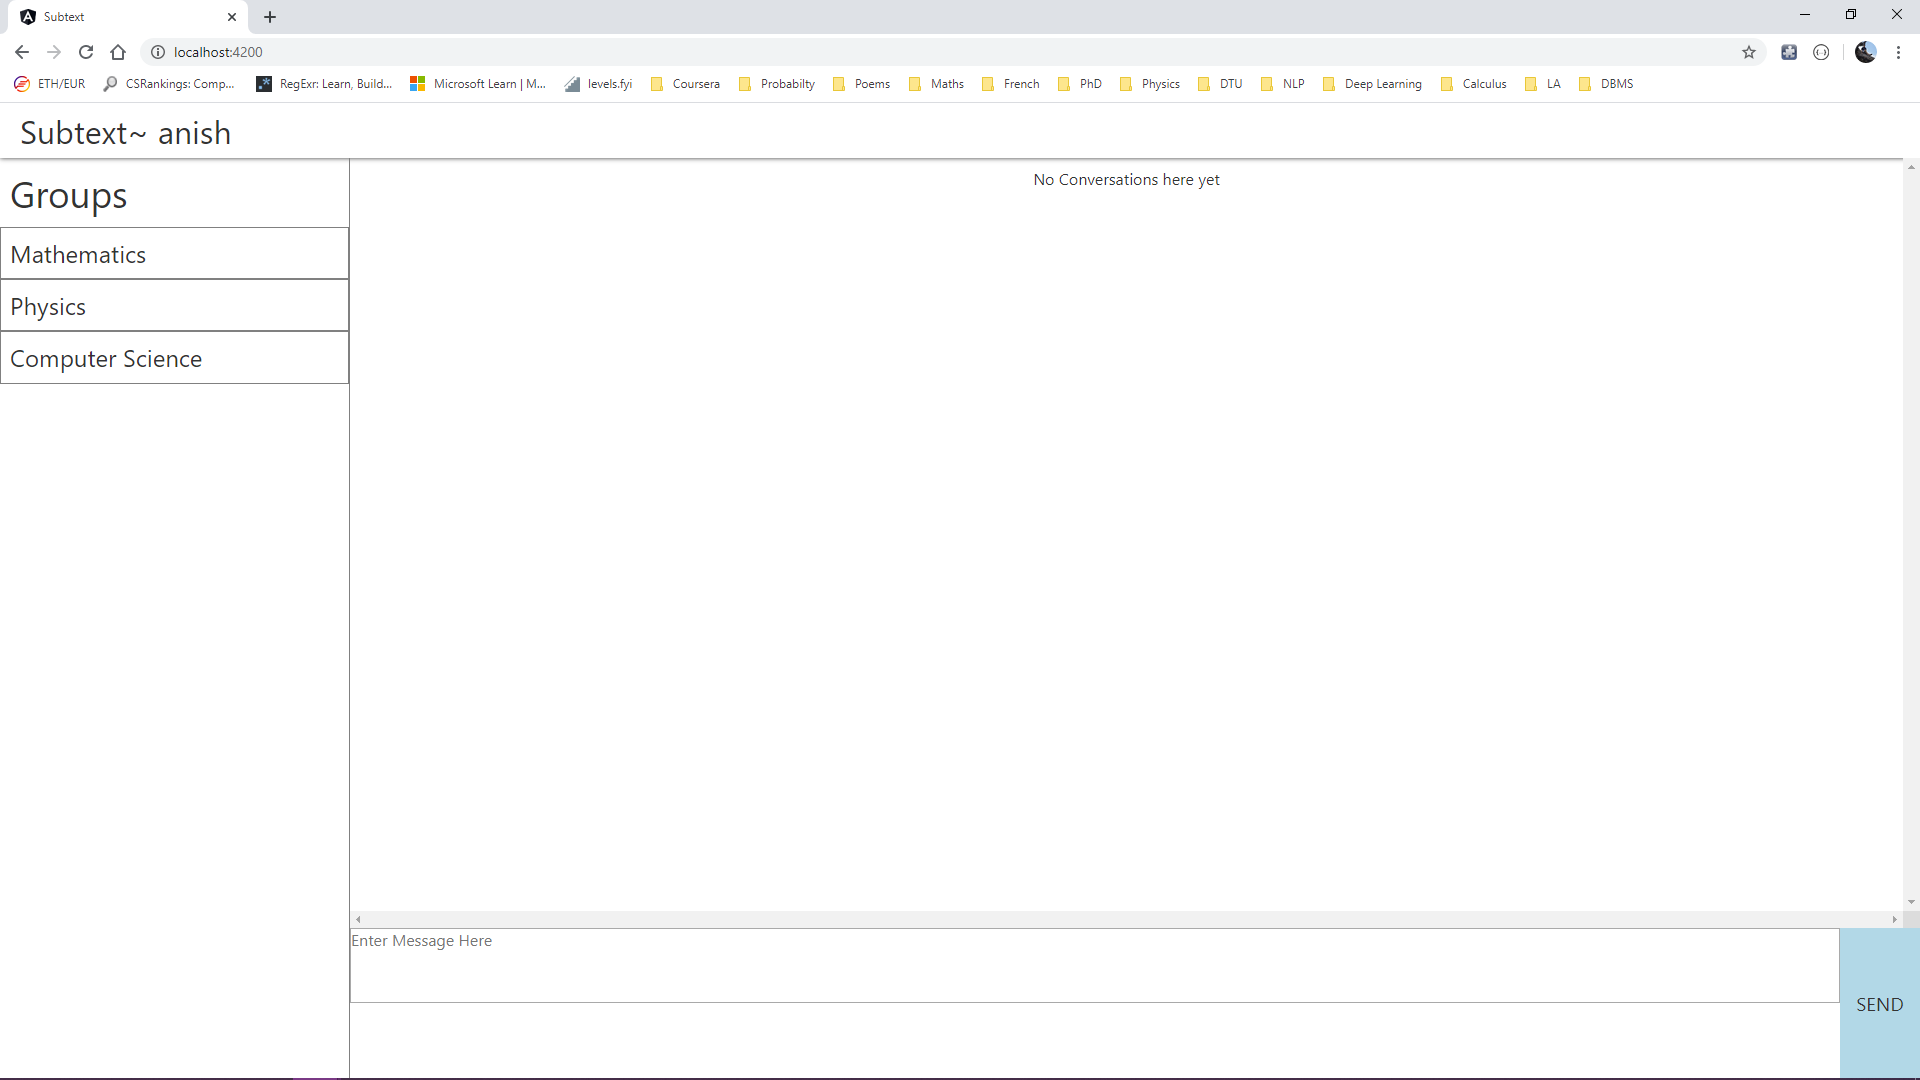 Subtext
localhost:4200
ETH/EUR CSRankings: Comp... RegExr: Learn, Build... Microsoft Learn | M... levels.fyi Coursera Probabilty Poems Maths French PhD Physics DTU NLP Deep Learning Calculus LA DBMS
Subtext~ anish
Groups
Mathematics
Physics
Computer Science
No Conversations here yet
Enter Message Here
SEND